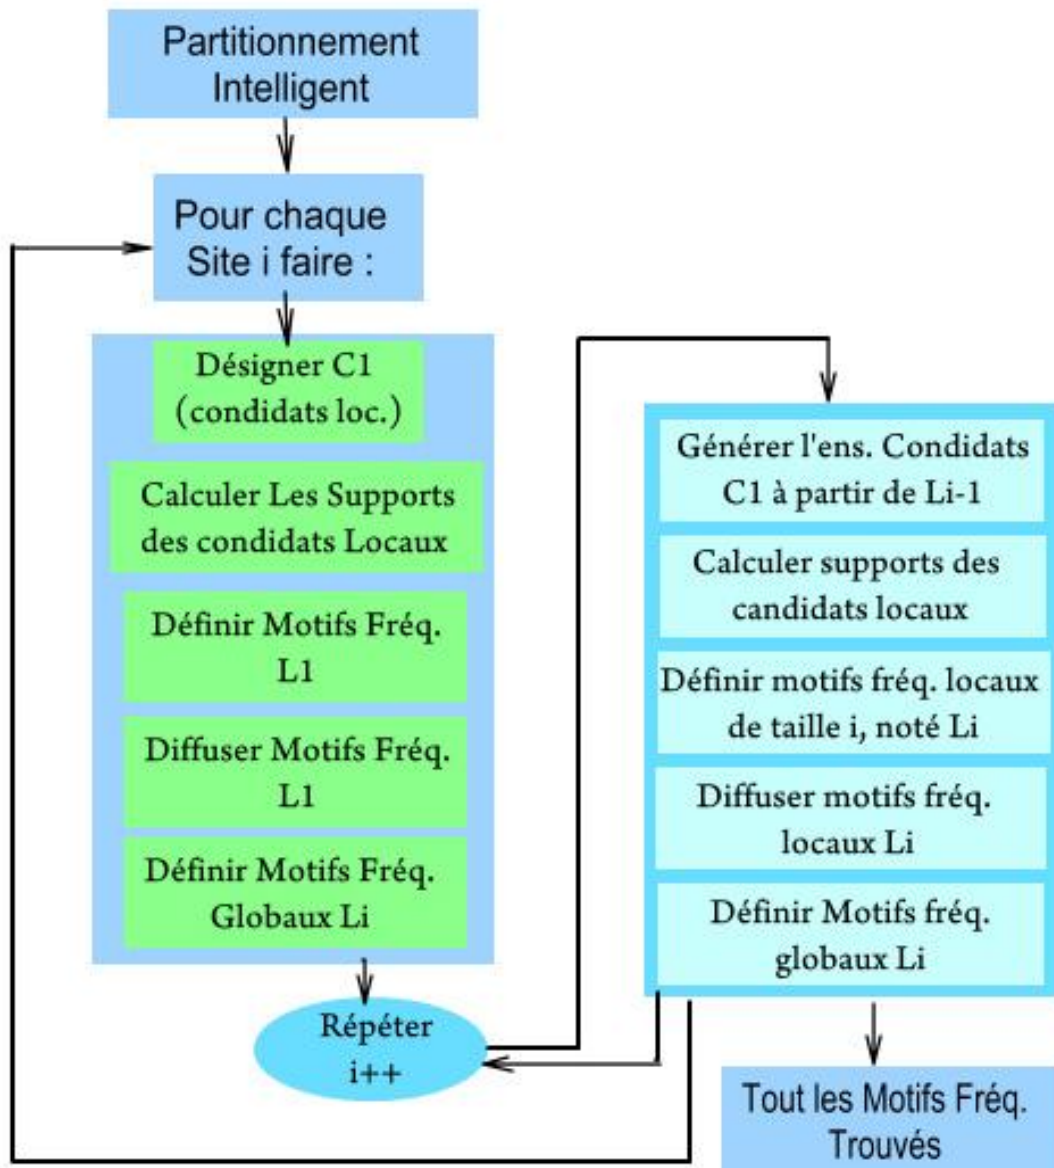 Partitionnement
Intelligent
Pour chaque
Site i faire :
Désigner C1
(condidats loc.)
Calculer Les Supports
des condidats Locaux
Définir Motifs Fréq.
L1
Diffuser Motifs Fréq.
L1
Définir Motifs Fréq.
Globaux Li
Répéter
i++
Générer l'ens. Condidats
C1 à partir de Li-1
Calculer supports des
candidats locaux
Définir motifs fréq. locaux
de taille i, noté Li
Diffuser motifs fréq.
locaux Li
Définir Motifs fréq.
globaux Li
Tout les Motifs Fréq.
Trouvés